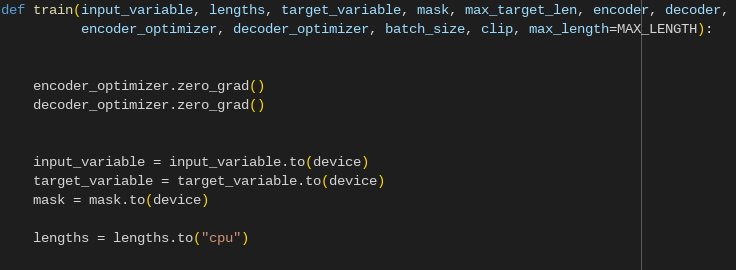 def train(input_variable, lengths, target_variable, mask, max_target_len, encoder, decoder,
encoder_optimizer, decoder_optimizer, batch_size, clip, max_length=MAX_LENGTH):
encoder_optimizer.zero_grad()
decoder_optimizer.zero_grad()
input_variable = input_variable.to(device)
target_variable = target_variable.to(device)
mask = mask.to(device)
lengths = lengths.to("cpu")